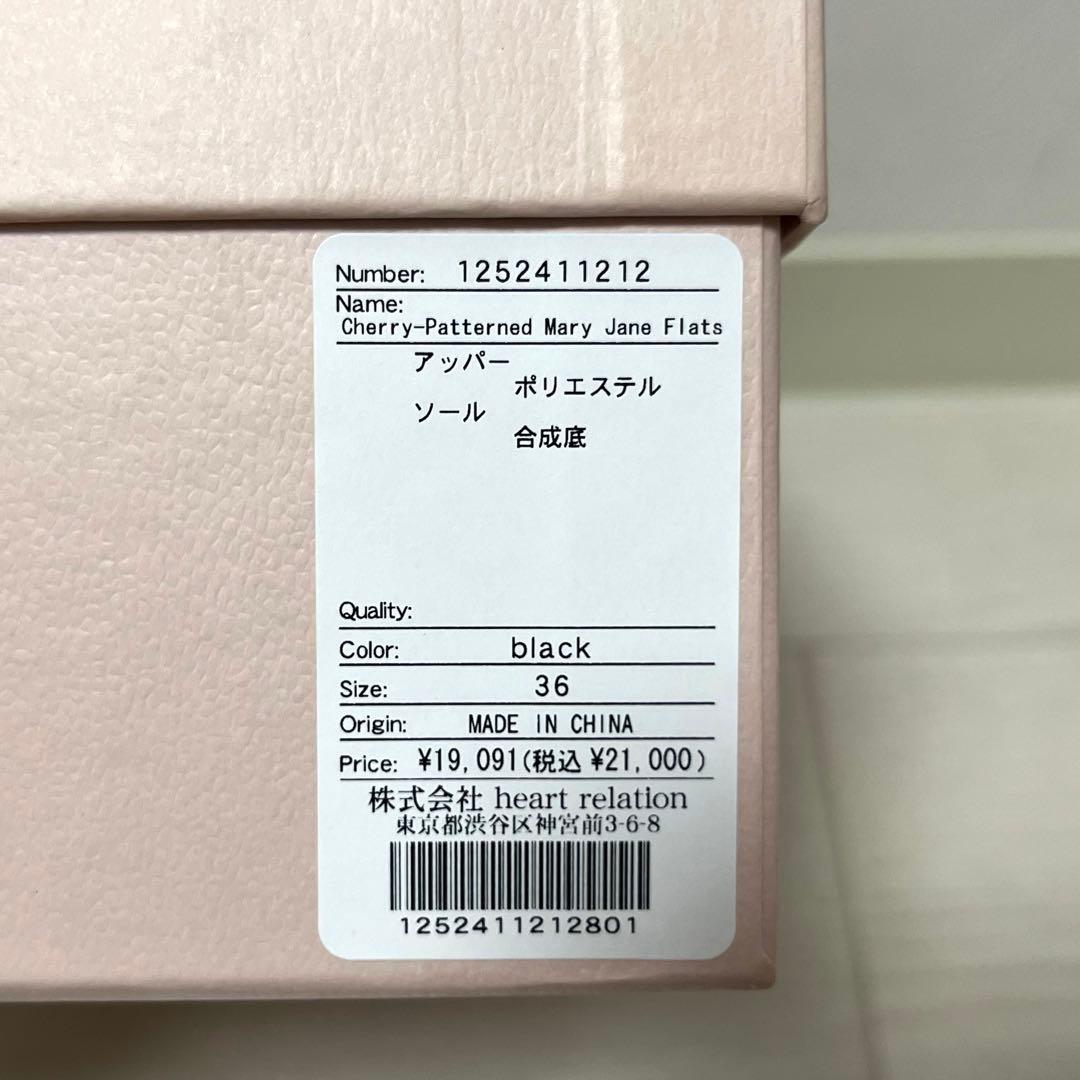 Number: 1252411212
Name:
Cherry-Patterned Mary Jane Flats
アッパー
ポリエステル
ソール
合成底
Quality:
Color: black
Size: 36
Origin: MADE IN CHINA
Price: ¥19,091(税込 ¥21,000)
株式会社 heart relation
東京都渋谷区神宮前3-6-8
1252411212801